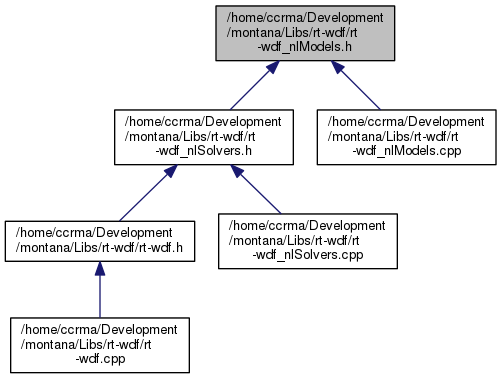 /home/ccrma/Development
/montana/Libs/rt-wdf/rt
-wdf_nlModels.h
/home/ccrma/Development
/montana/Libs/rt-wdf/rt
-wdf_nlSolvers.h
/home/ccrma/Development
/montana/Libs/rt-wdf/rt
-wdf_nlModels.cpp
/home/ccrma/Development
/montana/Libs/rt-wdf/rt-wdf.h
/home/ccrma/Development
/montana/Libs/rt-wdf/rt
-wdf_nlSolvers.cpp
/home/ccrma/Development
/montana/Libs/rt-wdf/rt
-wdf.cpp